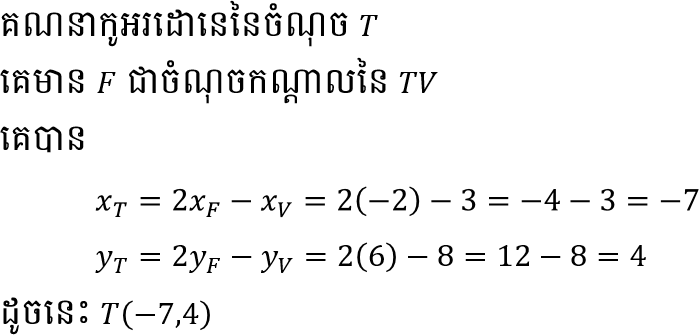 គណនាកូអរដោនេនៃចំណុច T
គេមាន F ជាចំណុចកណ្តាលនៃ TV
គេបាន
x_T = 2x_F − x_V = 2(−2) − 3 = −4 − 3 = −7
y_T = 2y_F − y_V = 2(6) − 8 = 12 − 8 = 4
ដូចនេះ T(−7,4)